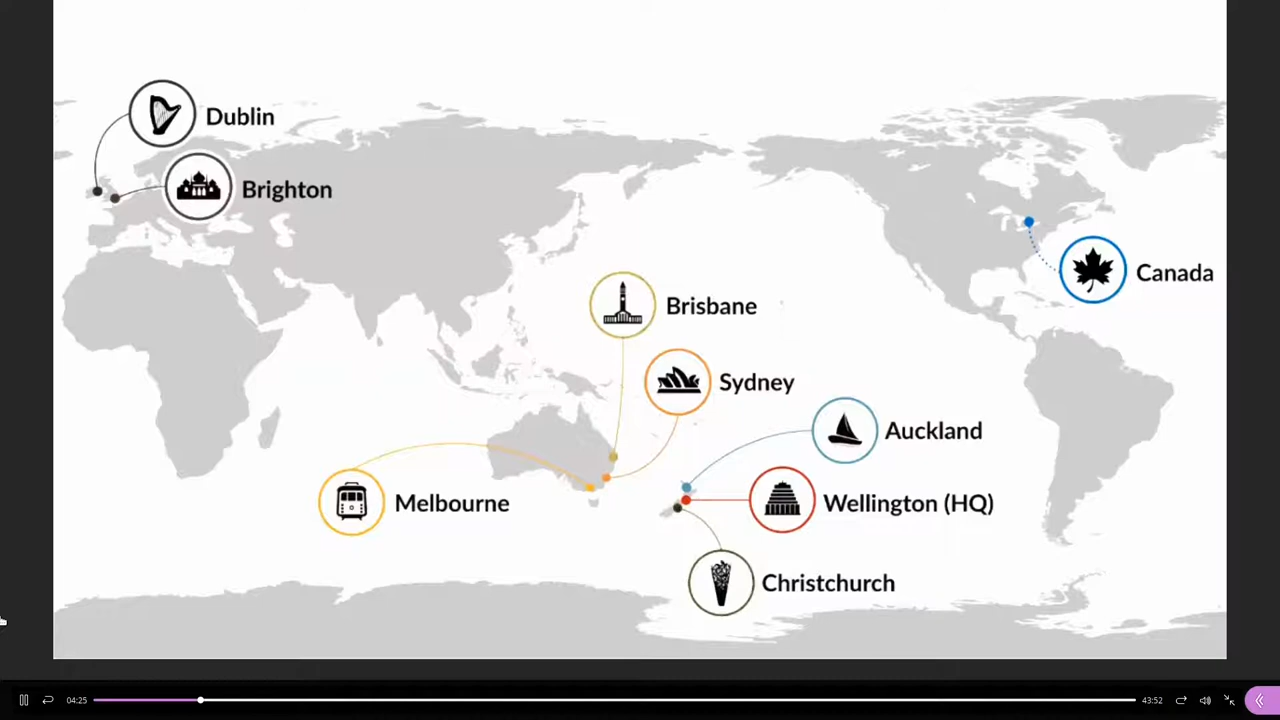 Dublin
Brighton
Canada
Brisbane
Sydney
Auckland
Melbourne
Wellington (HQ)
Christchurch
04:25
43:52